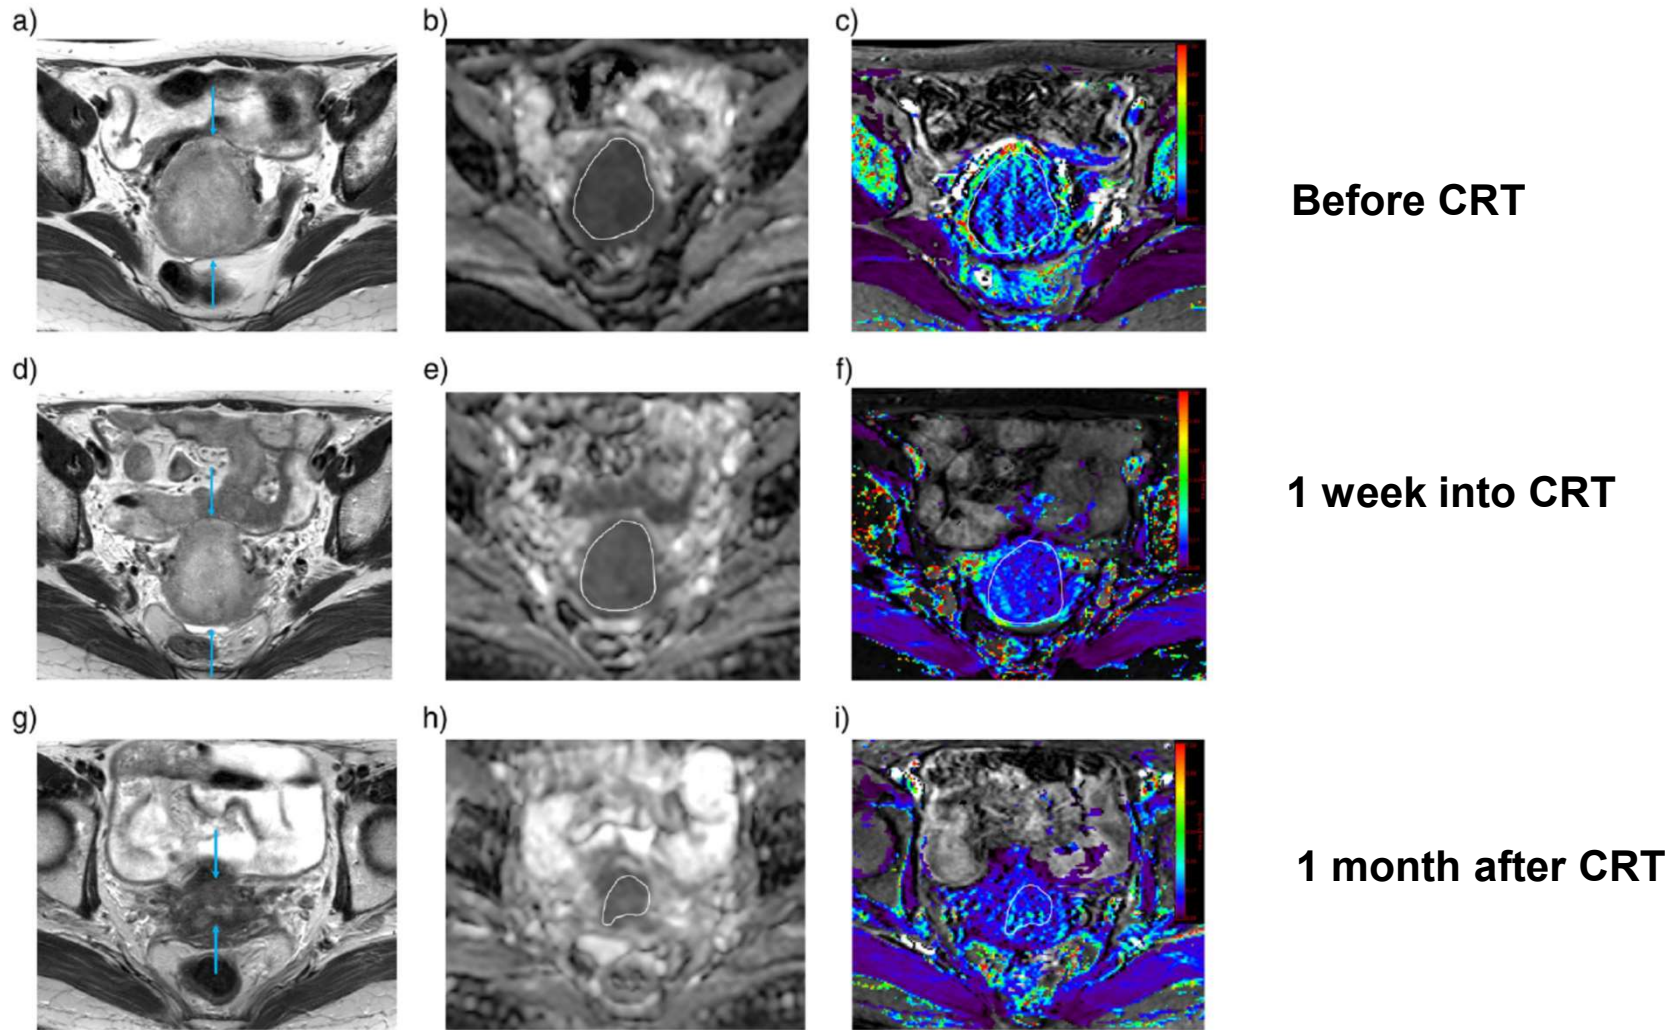 a)
b)
c)
Before CRT
d)
e)
f)
1 week into CRT
g)
h)
i)
1 month after CRT